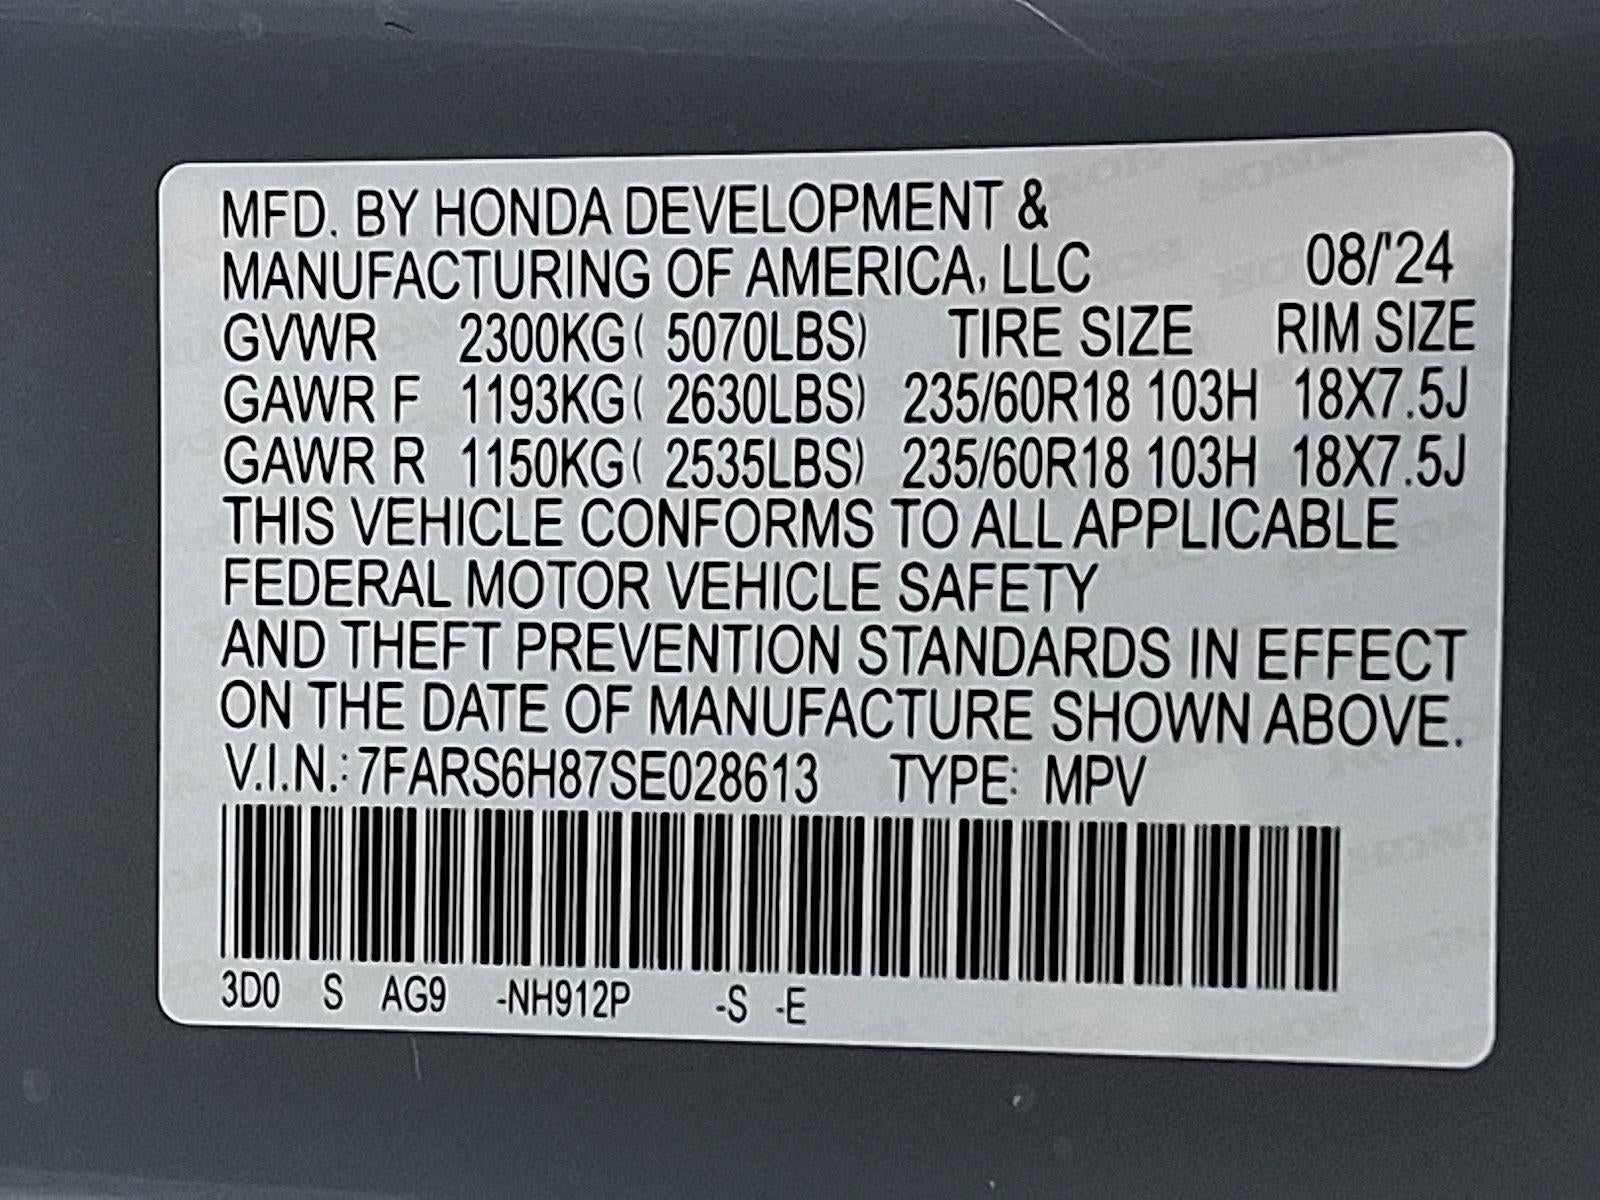 MFD. BY HONDA DEVELOPMENT &
MANUFACTURING OF AMERICA, LLC 08/'24
GVWR 2300KG( 5070LBS) TIRE SIZE RIM SIZE
GAWR F 1193KG( 2630LBS) 235/60R18 103H 18X7.5J
GAWR R 1150KG( 2535LBS) 235/60R18 103H 18X7.5J
THIS VEHICLE CONFORMS TO ALL APPLICABLE
FEDERAL MOTOR VEHICLE SAFETY
AND THEFT PREVENTION STANDARDS IN EFFECT
ON THE DATE OF MANUFACTURE SHOWN ABOVE.
V.I.N.: 7FARS6H87SE028613 TYPE: MPV
3D0 S AG9 -NH912P -S -E